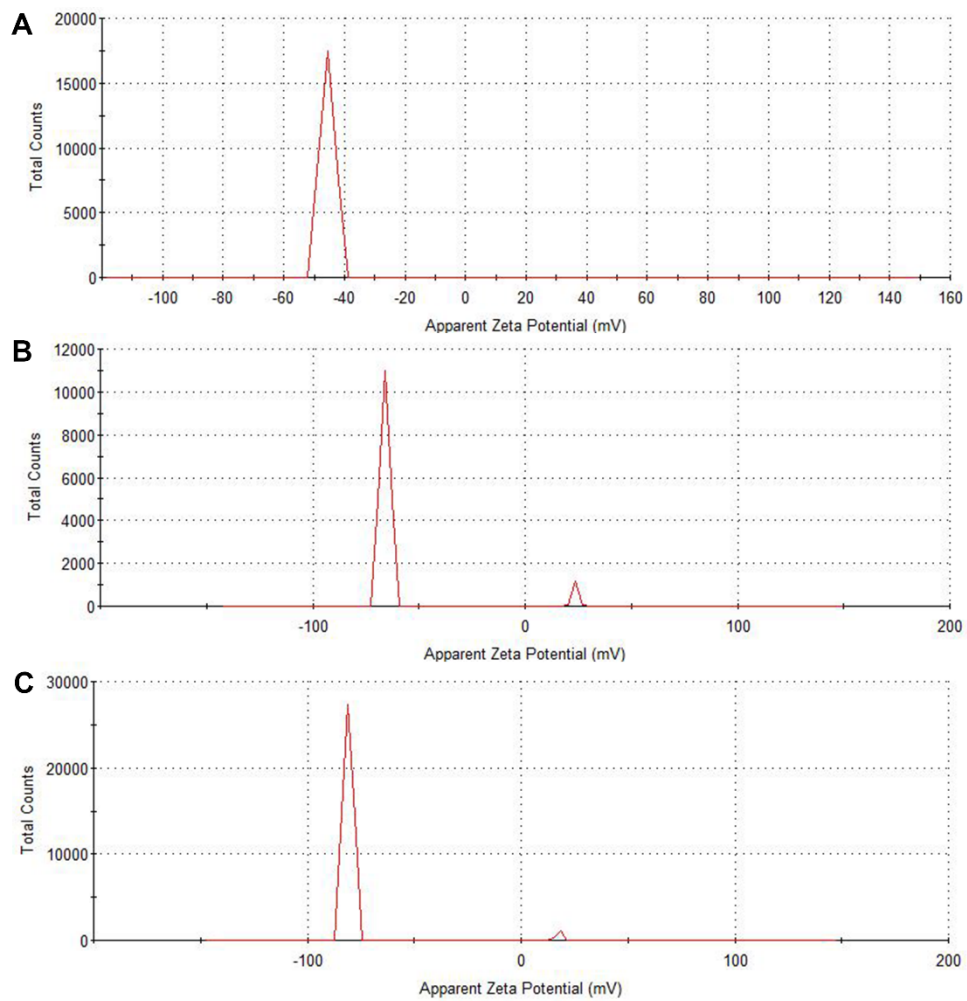 A
20000
15000
10000
5000
0
Total Counts
-100 -80 -60 -40 -20 0 20 40 60 80 100 120 140 160
Apparent Zeta Potential (mV)
B
12000
10000
8000
6000
4000
2000
0
Total Counts
-100 0 100 200
Apparent Zeta Potential (mV)
C
30000
20000
10000
0
Total Counts
-100 0 100 200
Apparent Zeta Potential (mV)